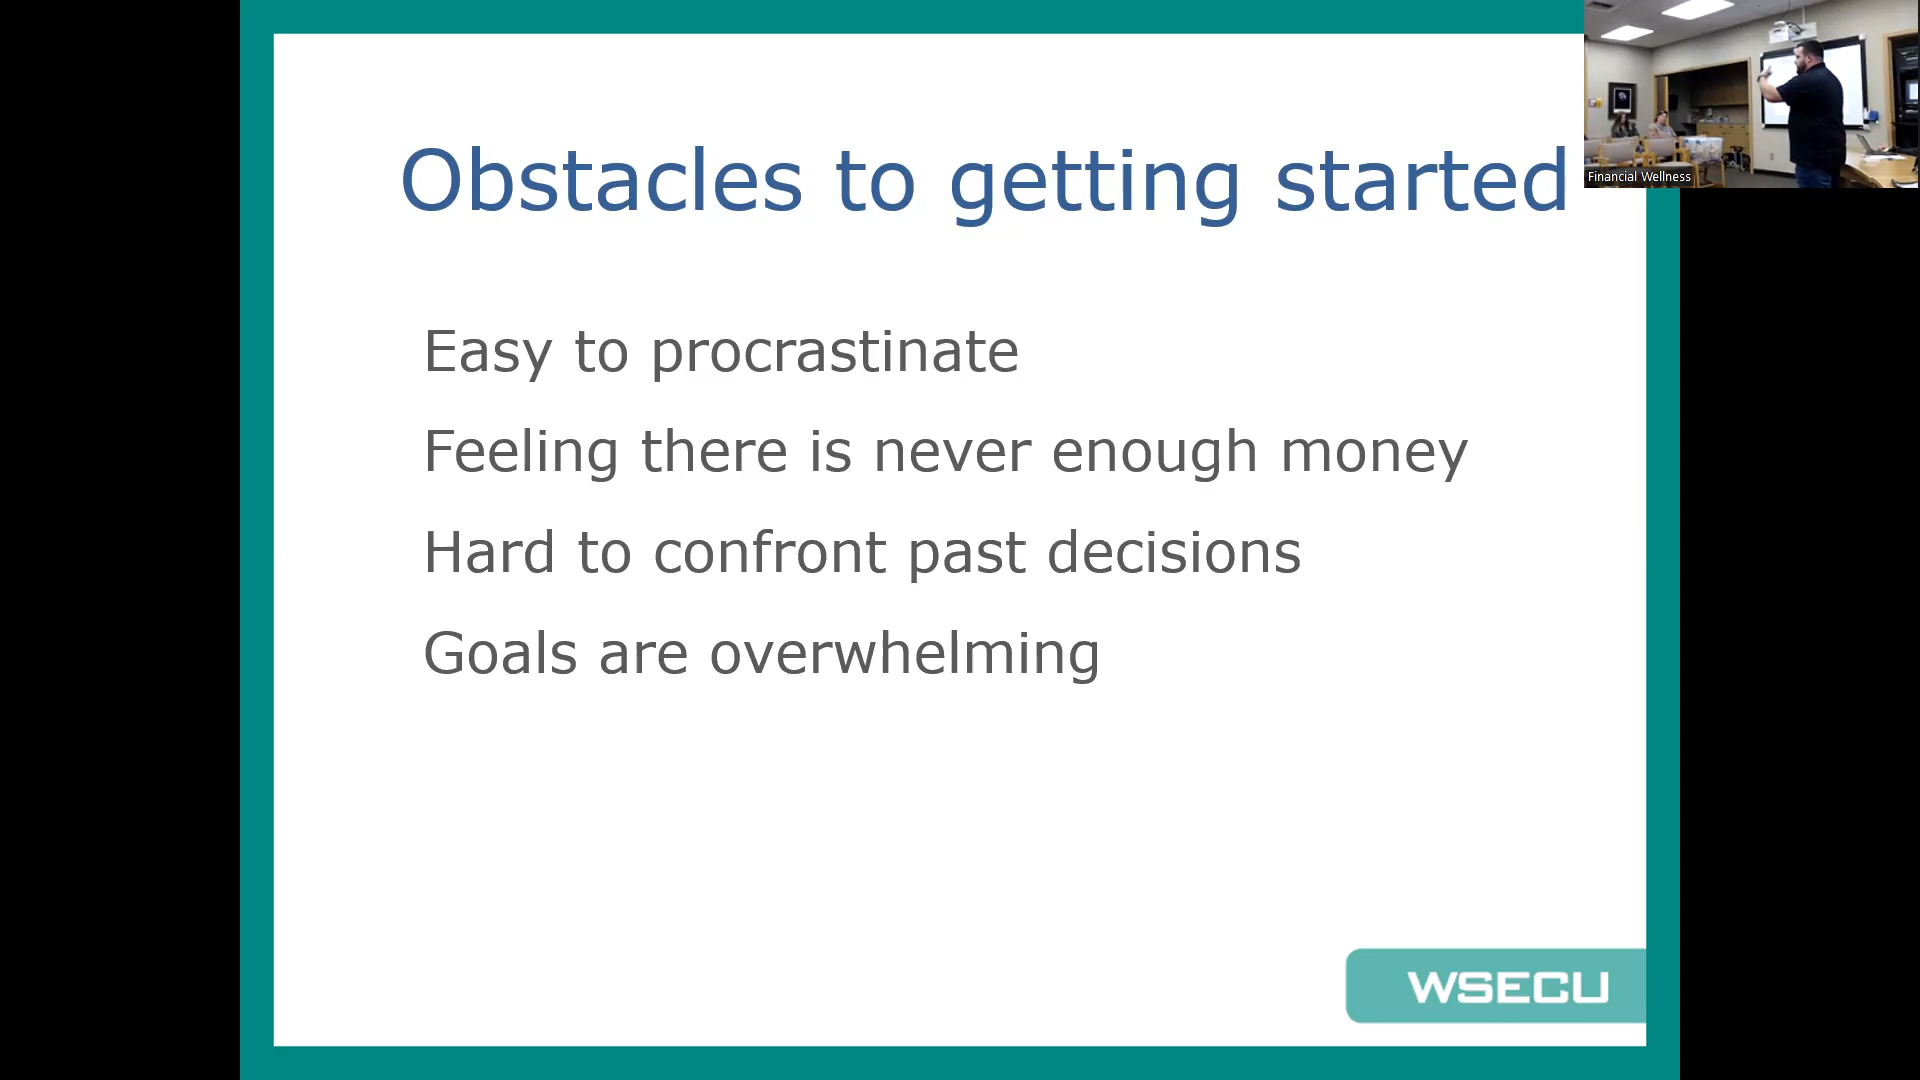 Obstacles to getting started
Easy to procrastinate
Feeling there is never enough money
Hard to confront past decisions
Goals are overwhelming
WSECU
Financial Wellness